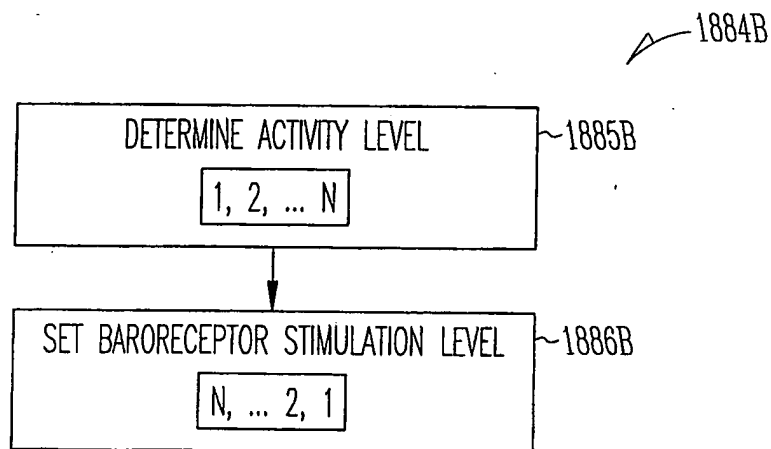 1884B
DETERMINE ACTIVITY LEVEL
1885B
1, 2, ... N
SET BARORECEPTOR STIMULATION LEVEL
1886B
N, ... 2, 1